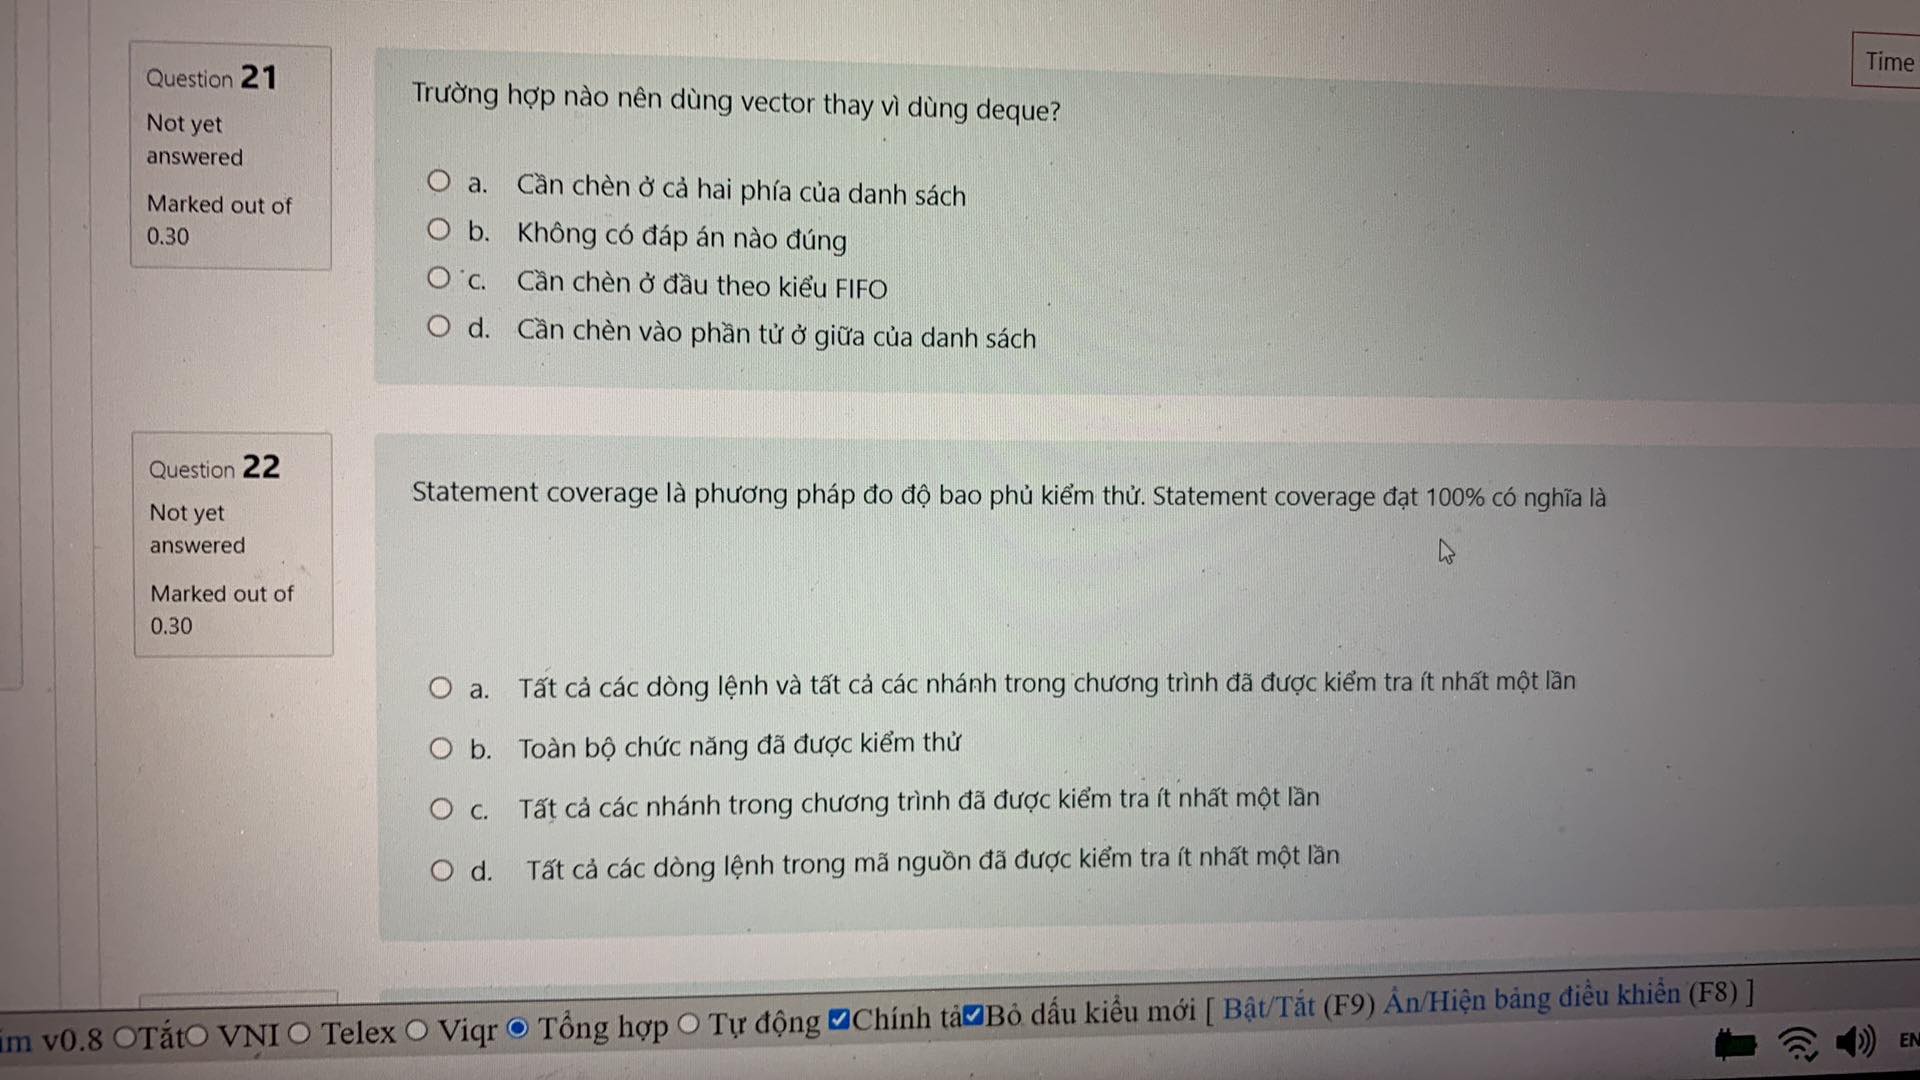 Time
Question 21
Not yet
answered
Marked out of
0.30
Trường hợp nào nên dùng vector thay vì dùng deque?
a. Cần chèn ở cả hai phía của danh sách
b. Không có đáp án nào đúng
c. Cần chèn ở đầu theo kiểu FIFO
d. Cần chèn vào phần tử ở giữa của danh sách
Question 22
Not yet
answered
Marked out of
0.30
Statement coverage là phương pháp đo độ bao phủ kiểm thử. Statement coverage đạt 100% có nghĩa là
a. Tất cả các dòng lệnh và tất cả các nhánh trong chương trình đã được kiểm tra ít nhất một lần
b. Toàn bộ chức năng đã được kiểm thử
c. Tất cả các nhánh trong chương trình đã được kiểm tra ít nhất một lần
d. Tất cả các dòng lệnh trong mã nguồn đã được kiểm tra ít nhất một lần
im v0.8 Tắt VNI Telex Viqr Tổng hợp Tự động Chính tả Bỏ dấu kiểu mới [ Bật/Tắt (F9) Ẩn/Hiện bảng điều khiển (F8) ]
EN